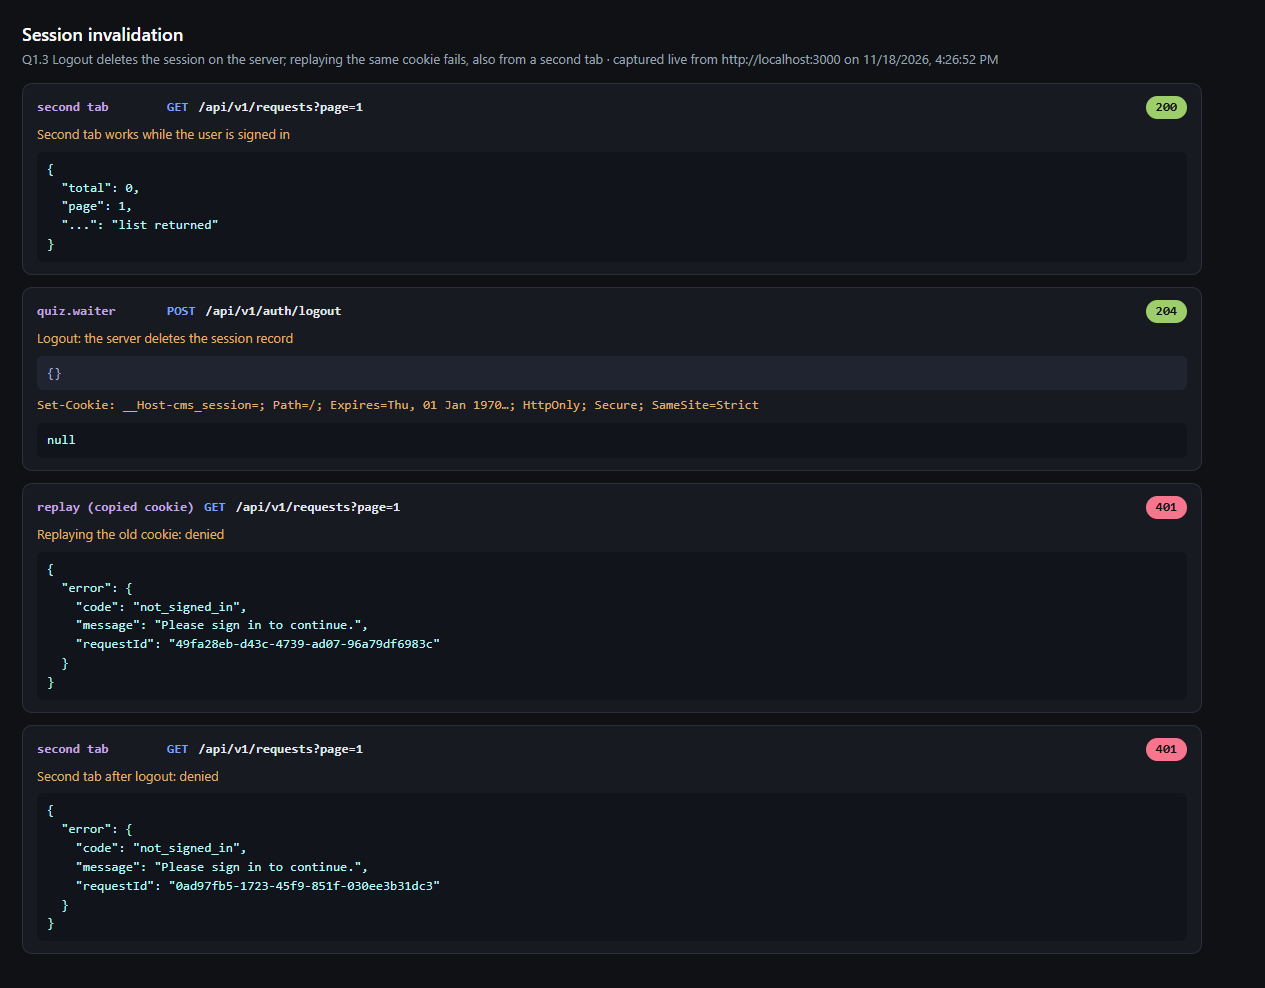 Session invalidation
Q1.3 Logout deletes the session on the server; replaying the same cookie fails, also from a second tab · captured live from http://localhost:3000 on 11/18/2026, 4:26:52 PM
second tab GET /api/v1/requests?page=1 200
Second tab works while the user is signed in
{
  "total": 0,
  "page": 1,
  "...": "list returned"
}
quiz.waiter POST /api/v1/auth/logout 204
Logout: the server deletes the session record
{}
Set-Cookie: __Host-cms_session=; Path=/; Expires=Thu, 01 Jan 1970…; HttpOnly; Secure; SameSite=Strict
null
replay (copied cookie) GET /api/v1/requests?page=1 401
Replaying the old cookie: denied
{
  "error": {
    "code": "not_signed_in",
    "message": "Please sign in to continue.",
    "requestId": "49fa28eb-d43c-4739-ad07-96a79df6983c"
  }
}
second tab GET /api/v1/requests?page=1 401
Second tab after logout: denied
{
  "error": {
    "code": "not_signed_in",
    "message": "Please sign in to continue.",
    "requestId": "0ad97fb5-1723-45f9-851f-030ee3b31dc3"
  }
}